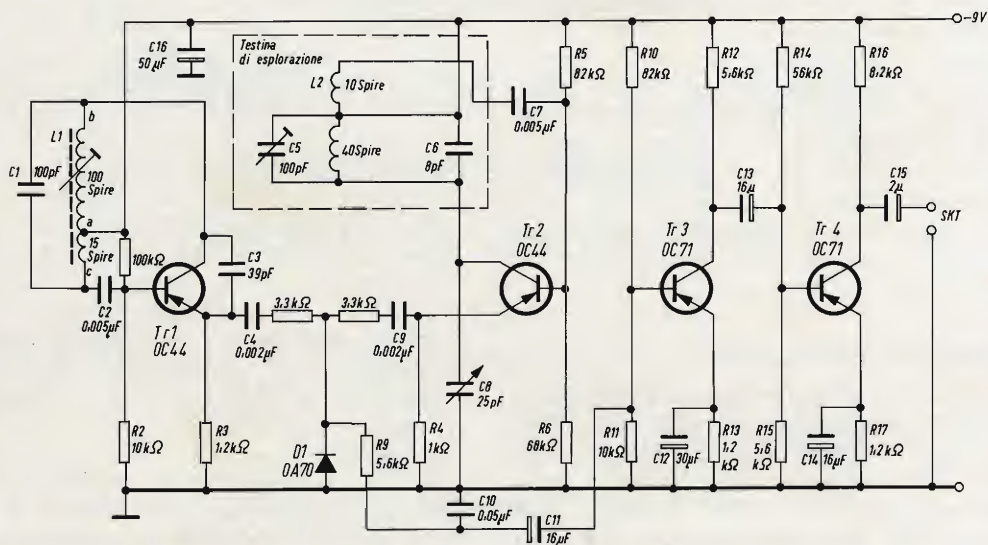 -9V
C16
50µF
Testina
di esplorazione
L2
10 Spire
C5
100pF
40 Spire
C6
8pF
C7
0,005µF
R5
82kΩ
R10
82kΩ
R12
5,6kΩ
R14
56kΩ
R16
8,2kΩ
C1
100pF
L1
b
100
Spire
a
15
Spire
c
100kΩ
C2
0,005µF
Tr1
OC44
C3
39pF
C4
0,002µF
3,3kΩ
3,3kΩ
C9
0,002µF
Tr2
OC44
C13
16µ
Tr 3
OC71
Tr 4
OC71
C15
2µ
SKT
C8
25pF
R2
10kΩ
R3
1,2kΩ
D1
OA70
R9
5,6kΩ
R4
1kΩ
R6
68kΩ
R11
10kΩ
C12
30µF
R13
1,2
kΩ
R15
5,6
kΩ
C14
16µF
R17
1,2kΩ
C10
0,05µF
C11
16µF